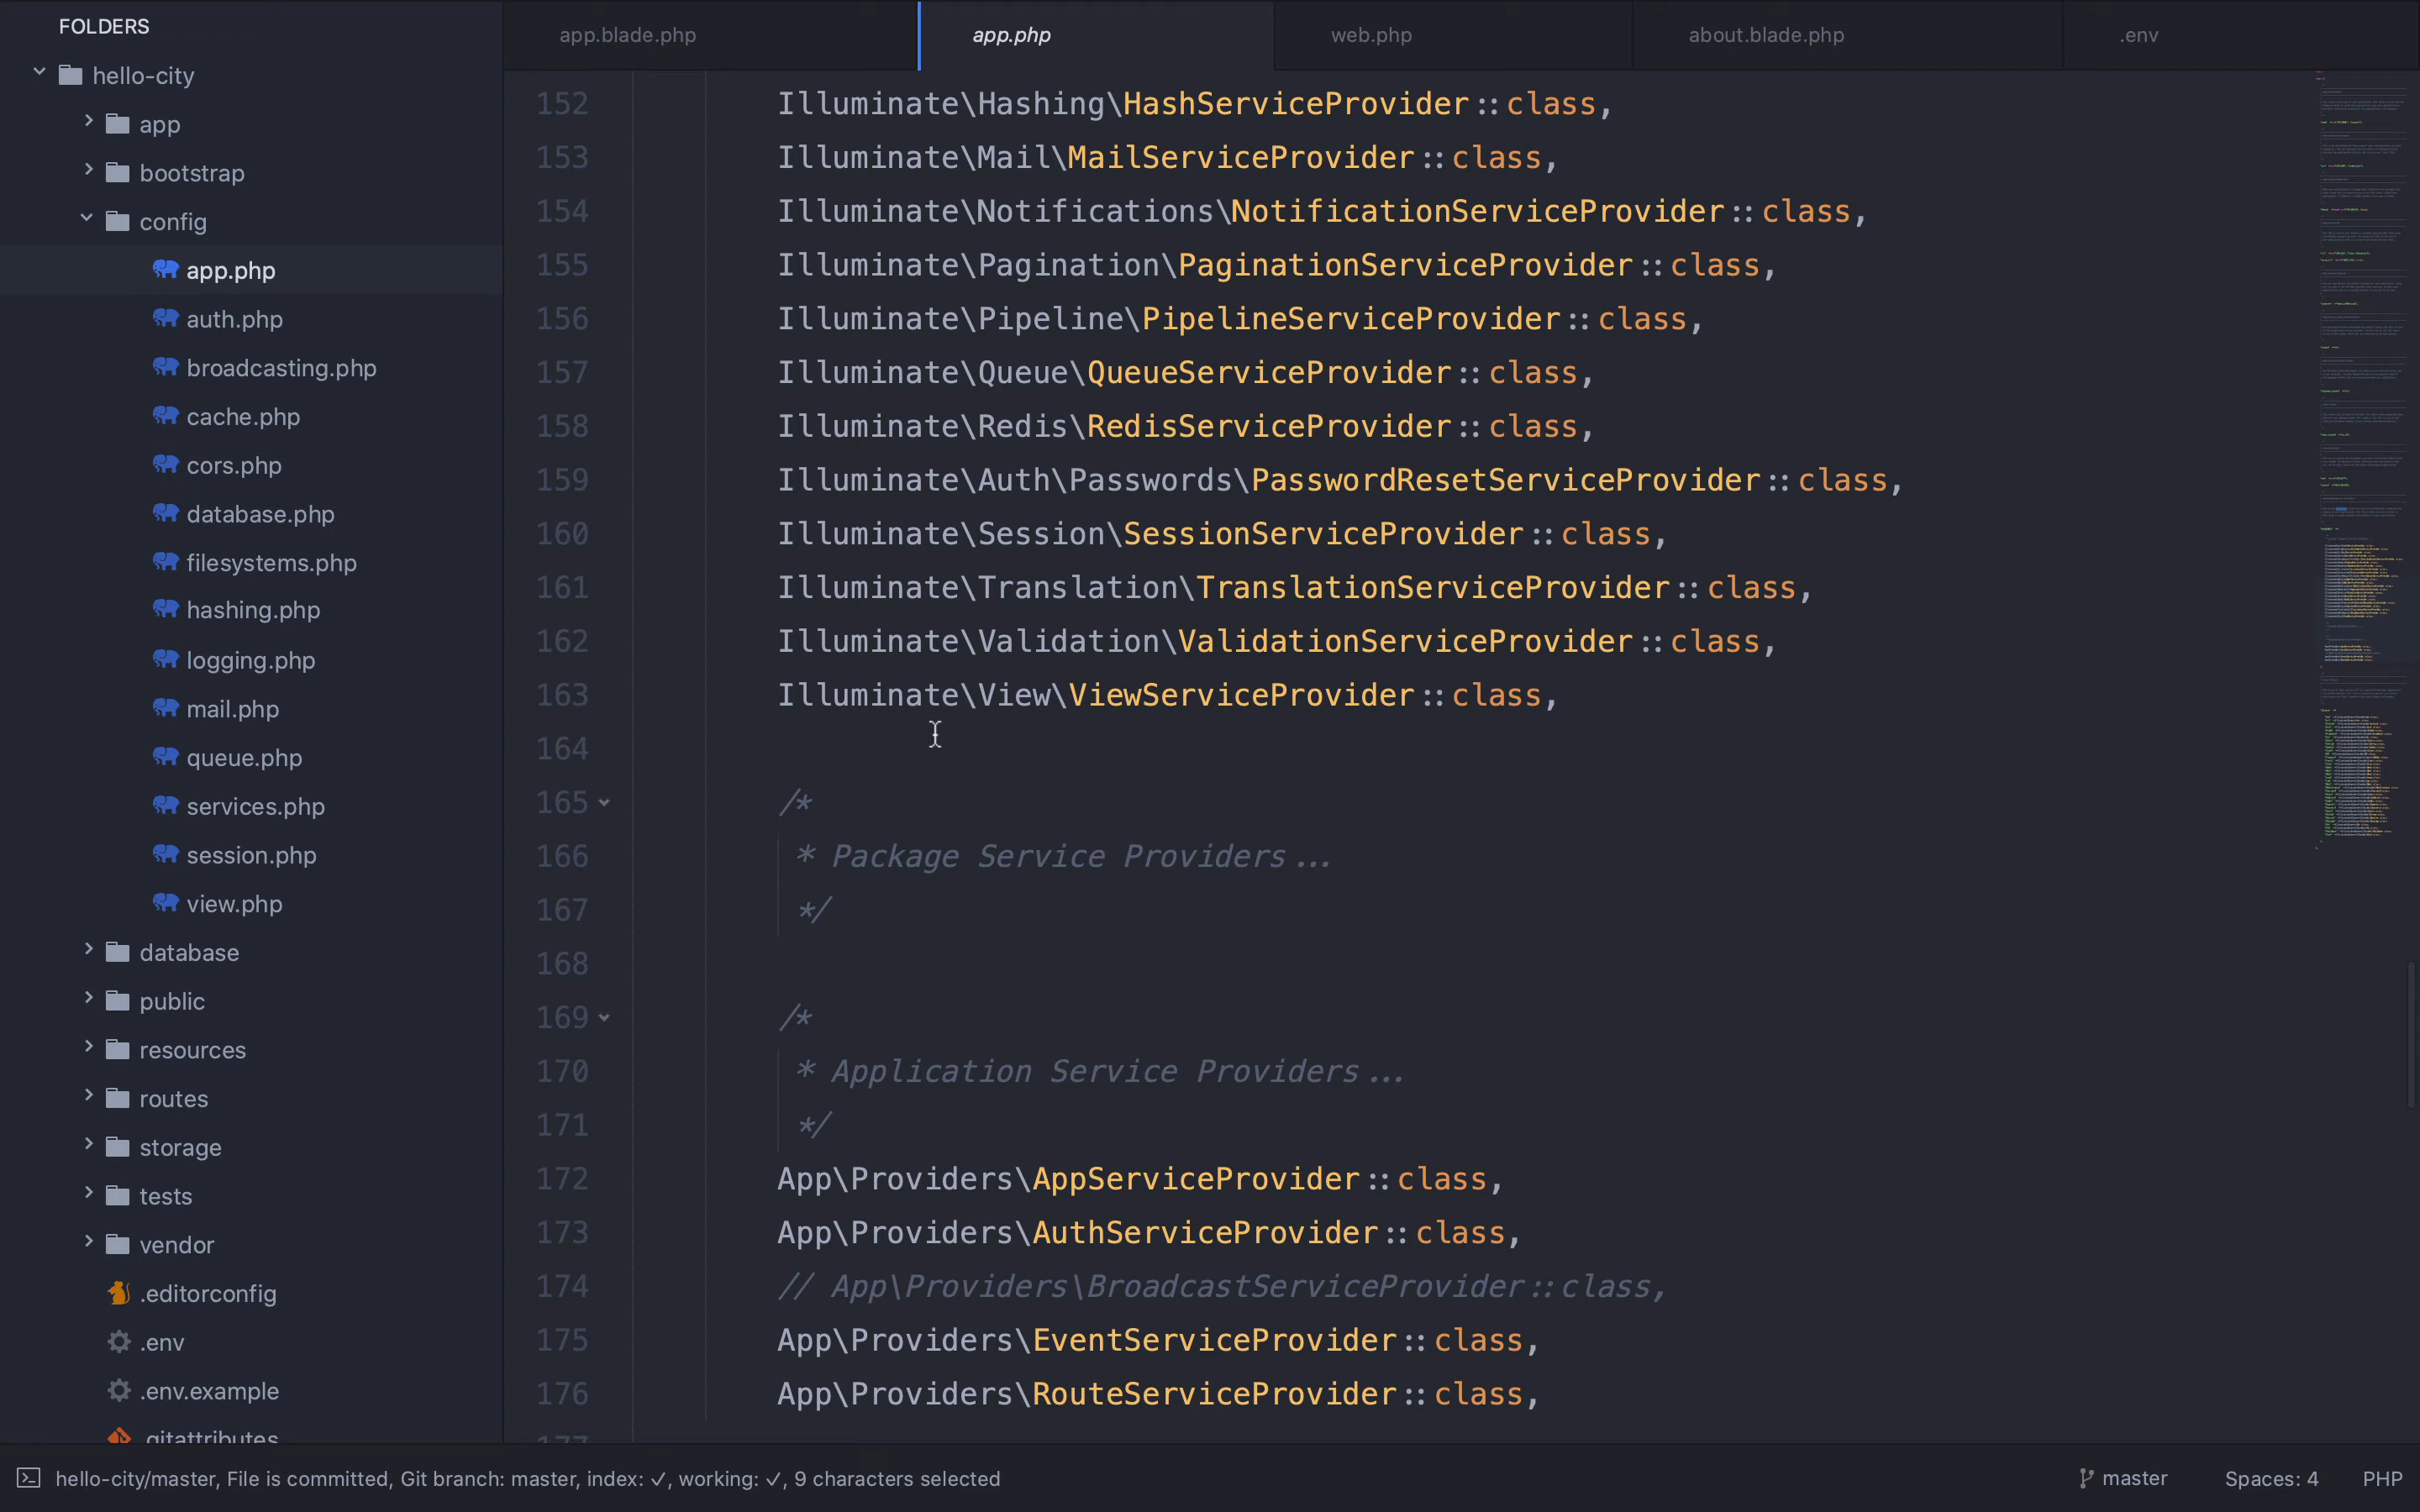 FOLDERS
hello-city
app
bootstrap
config
app.php
auth.php
broadcasting.php
cache.php
cors.php
database.php
filesystems.php
hashing.php
logging.php
mail.php
queue.php
services.php
session.php
view.php
database
public
resources
routes
storage
tests
vendor
.editorconfig
.env
.env.example
.gitattributes
app.blade.php
app.php
web.php
about.blade.php
.env
152 Illuminate\Hashing\HashServiceProvider::class,
153 Illuminate\Mail\MailServiceProvider::class,
154 Illuminate\Notifications\NotificationServiceProvider::class,
155 Illuminate\Pagination\PaginationServiceProvider::class,
156 Illuminate\Pipeline\PipelineServiceProvider::class,
157 Illuminate\Queue\QueueServiceProvider::class,
158 Illuminate\Redis\RedisServiceProvider::class,
159 Illuminate\Auth\Passwords\PasswordResetServiceProvider::class,
160 Illuminate\Session\SessionServiceProvider::class,
161 Illuminate\Translation\TranslationServiceProvider::class,
162 Illuminate\Validation\ValidationServiceProvider::class,
163 Illuminate\View\ViewServiceProvider::class,
164
165 /*
166 * Package Service Providers...
167 */
168
169 /*
170 * Application Service Providers...
171 */
172 App\Providers\AppServiceProvider::class,
173 App\Providers\AuthServiceProvider::class,
174 // App\Providers\BroadcastServiceProvider::class,
175 App\Providers\EventServiceProvider::class,
176 App\Providers\RouteServiceProvider::class,
177
hello-city/master, File is committed, Git branch: master, index: ✓, working: ✓, 9 characters selected
master
Spaces: 4
PHP